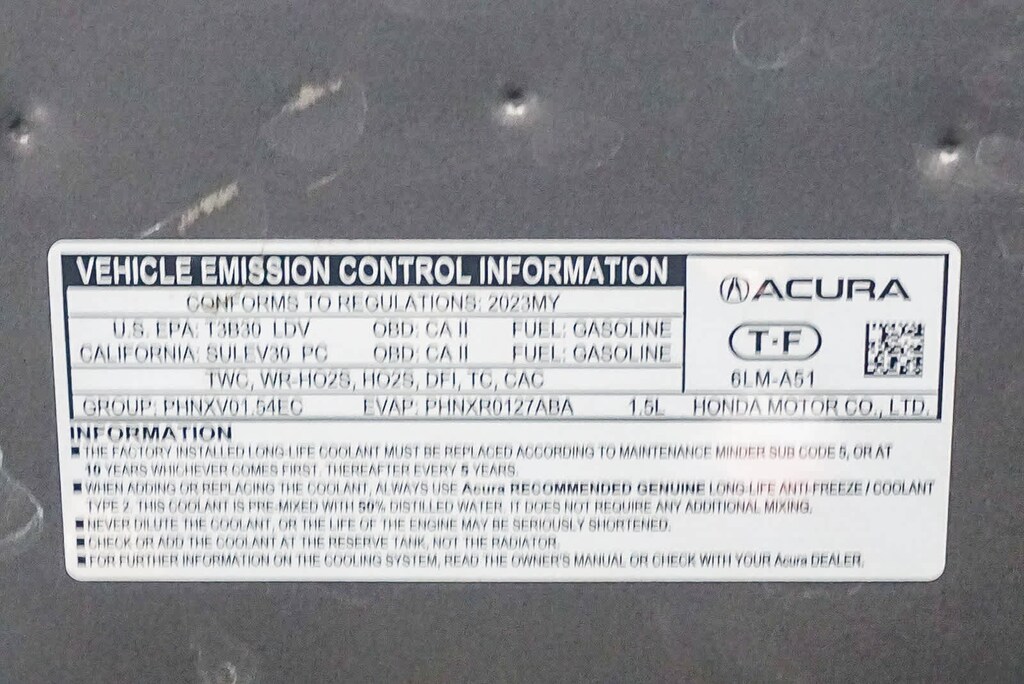 VEHICLE EMISSION CONTROL INFORMATION
CONFORMS TO REGULATIONS: 2023MY
U.S. EPA: T3B30 LDV OBD: CA II FUEL: GASOLINE
CALIFORNIA: SULEV30 PC OBD: CA II FUEL: GASOLINE
TWC, WR-HO2S, HO2S, DFI, TC, CAC
ACURA
T-F
6LM-A51
GROUP: PHNXV01.54EC EVAP: PHNXR0127ABA 1.5L HONDA MOTOR CO., LTD.
INFORMATION
■ THE FACTORY INSTALLED LONG-LIFE COOLANT MUST BE REPLACED ACCORDING TO MAINTENANCE MINDER SUB CODE 5, OR AT
10 YEARS WHICHEVER COMES FIRST. THEREAFTER EVERY 5 YEARS.
■ WHEN ADDING OR REPLACING THE COOLANT, ALWAYS USE Acura RECOMMENDED GENUINE LONG-LIFE ANTI-FREEZE / COOLANT
TYPE 2. THIS COOLANT IS PRE-MIXED WITH 50% DISTILLED WATER. IT DOES NOT REQUIRE ANY ADDITIONAL MIXING.
■ NEVER DILUTE THE COOLANT, OR THE LIFE OF THE ENGINE MAY BE SERIOUSLY SHORTENED.
■ CHECK OR ADD THE COOLANT AT THE RESERVE TANK, NOT THE RADIATOR.
■ FOR FURTHER INFORMATION ON THE COOLING SYSTEM, READ THE OWNER'S MANUAL OR CHECK WITH YOUR Acura DEALER.